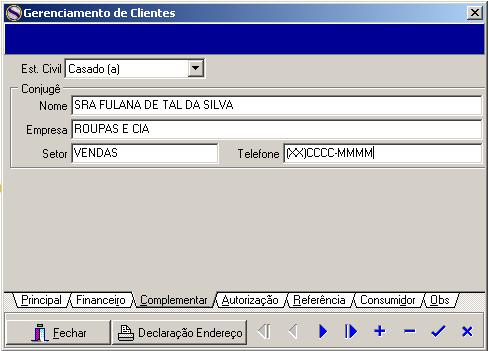 Gerenciamento de Clientes
Est. Civil Casado (a)
Conjugê
Nome SRA FULANA DE TAL DA SILVA
Empresa ROUPAS E CIA
Setor VENDAS Telefone (XX)CCCC-MMMM
Principal Financeiro Complementar Autorização Referência Consumidor Obs
Fechar Declaração Endereço